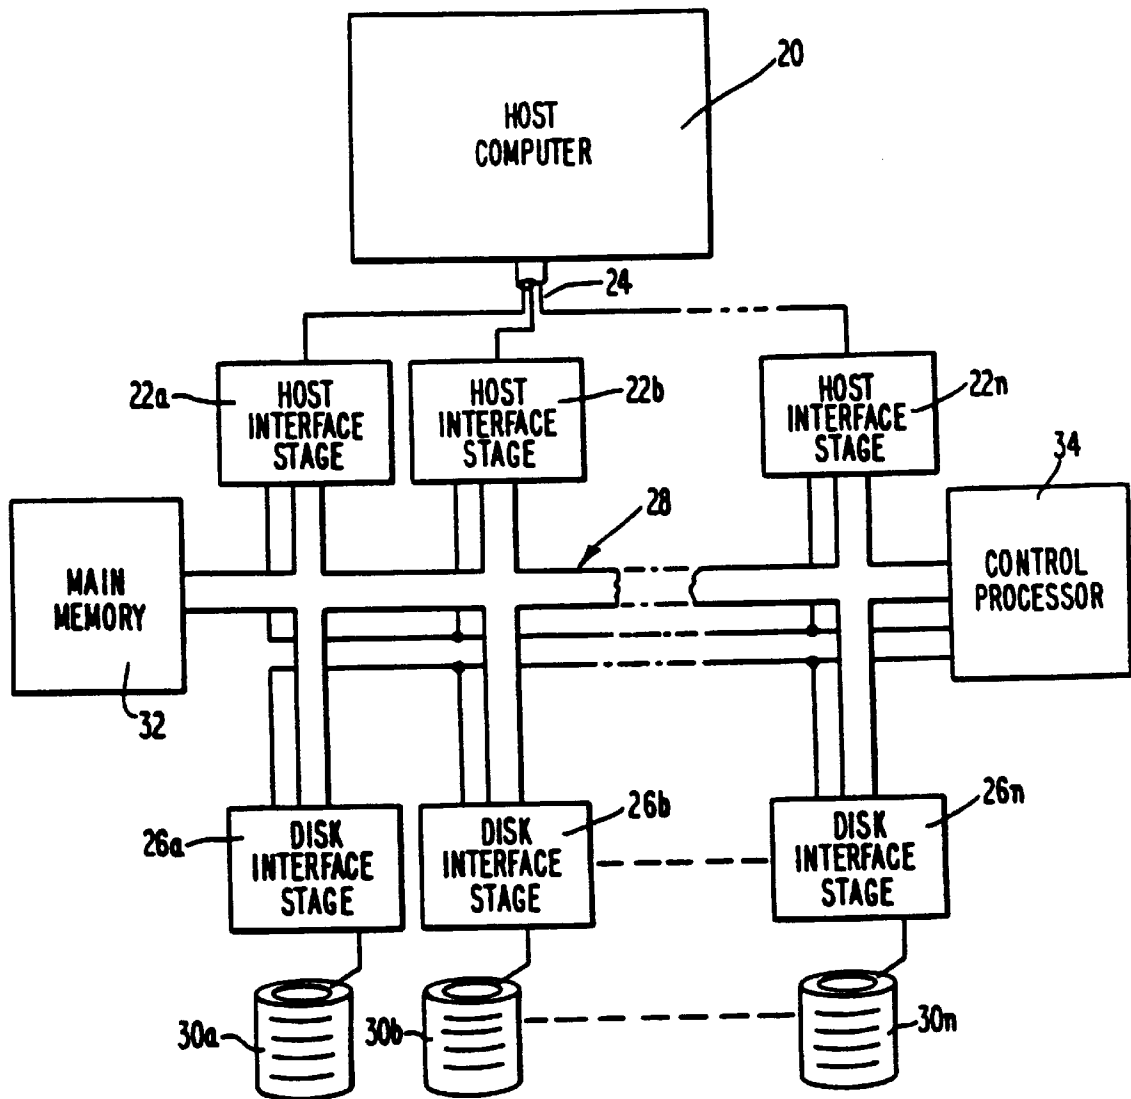 20
HOST
COMPUTER
24
22a
HOST
INTERFACE
STAGE
HOST
INTERFACE
STAGE
22b
HOST
INTERFACE
STAGE
22n
34
28
MAIN
MEMORY
CONTROL
PROCESSOR
32
26a
DISK
INTERFACE
STAGE
DISK
INTERFACE
STAGE
26b
DISK
INTERFACE
STAGE
26n
30a
30b
30n